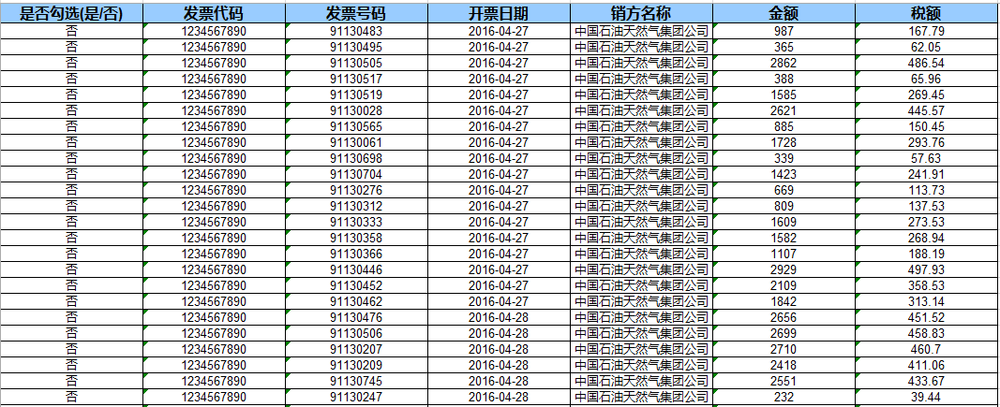 是否勾选(是/否) 发票代码 发票号码 开票日期 销方名称 金额 税额
否 1234567890 91130483 2016-04-27 中国石油天然气集团公司 987 167.79
否 1234567890 91130495 2016-04-27 中国石油天然气集团公司 365 62.05
否 1234567890 91130505 2016-04-27 中国石油天然气集团公司 2862 486.54
否 1234567890 91130517 2016-04-27 中国石油天然气集团公司 388 65.96
否 1234567890 91130519 2016-04-27 中国石油天然气集团公司 1585 269.45
否 1234567890 91130028 2016-04-27 中国石油天然气集团公司 2621 445.57
否 1234567890 91130565 2016-04-27 中国石油天然气集团公司 885 150.45
否 1234567890 91130061 2016-04-27 中国石油天然气集团公司 1728 293.76
否 1234567890 91130698 2016-04-27 中国石油天然气集团公司 339 57.63
否 1234567890 91130704 2016-04-27 中国石油天然气集团公司 1423 241.91
否 1234567890 91130276 2016-04-27 中国石油天然气集团公司 669 113.73
否 1234567890 91130312 2016-04-27 中国石油天然气集团公司 809 137.53
否 1234567890 91130333 2016-04-27 中国石油天然气集团公司 1609 273.53
否 1234567890 91130358 2016-04-27 中国石油天然气集团公司 1582 268.94
否 1234567890 91130366 2016-04-27 中国石油天然气集团公司 1107 188.19
否 1234567890 91130446 2016-04-27 中国石油天然气集团公司 2929 497.93
否 1234567890 91130452 2016-04-27 中国石油天然气集团公司 2109 358.53
否 1234567890 91130462 2016-04-27 中国石油天然气集团公司 1842 313.14
否 1234567890 91130476 2016-04-28 中国石油天然气集团公司 2656 451.52
否 1234567890 91130506 2016-04-28 中国石油天然气集团公司 2699 458.83
否 1234567890 91130207 2016-04-28 中国石油天然气集团公司 2710 460.7
否 1234567890 91130209 2016-04-28 中国石油天然气集团公司 2418 411.06
否 1234567890 91130745 2016-04-28 中国石油天然气集团公司 2551 433.67
否 1234567890 91130247 2016-04-28 中国石油天然气集团公司 232 39.44